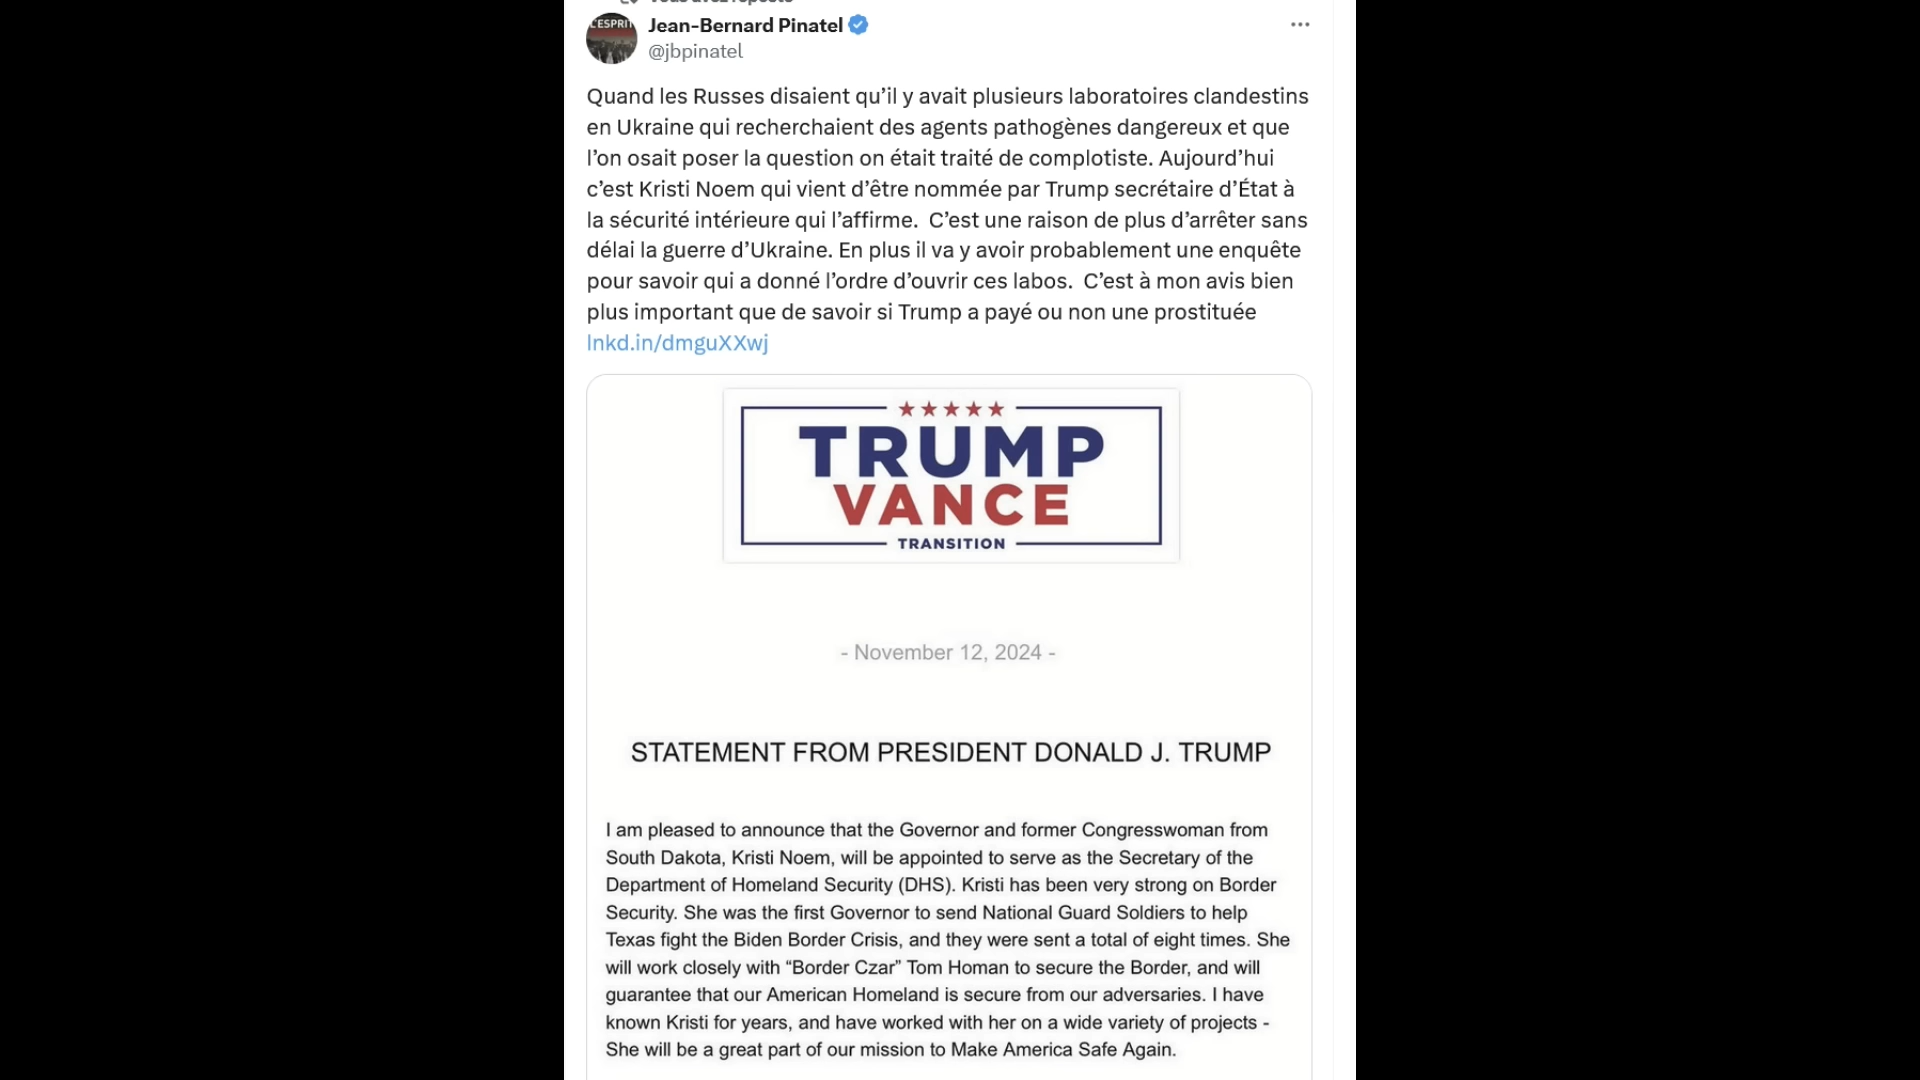 Vous avez reposté
L'ESPRIT
Jean-Bernard Pinatel
@jbpinatel
Quand les Russes disaient qu'il y avait plusieurs laboratoires clandestins
en Ukraine qui recherchaient des agents pathogènes dangereux et que
l'on osait poser la question on était traité de complotiste. Aujourd'hui
c'est Kristi Noem qui vient d'être nommée par Trump secrétaire d'État à
la sécurité intérieure qui l'affirme.  C'est une raison de plus d'arrêter sans
délai la guerre d'Ukraine. En plus il va y avoir probablement une enquête
pour savoir qui a donné l'ordre d'ouvrir ces labos.  C'est à mon avis bien
plus important que de savoir si Trump a payé ou non une prostituée
lnkd.in/dmguXXwj
TRUMP
VANCE
TRANSITION
- November 12, 2024 -
STATEMENT FROM PRESIDENT DONALD J. TRUMP
I am pleased to announce that the Governor and former Congresswoman from
South Dakota, Kristi Noem, will be appointed to serve as the Secretary of the
Department of Homeland Security (DHS). Kristi has been very strong on Border
Security. She was the first Governor to send National Guard Soldiers to help
Texas fight the Biden Border Crisis, and they were sent a total of eight times. She
will work closely with “Border Czar” Tom Homan to secure the Border, and will
guarantee that our American Homeland is secure from our adversaries. I have
known Kristi for years, and have worked with her on a wide variety of projects -
She will be a great part of our mission to Make America Safe Again.